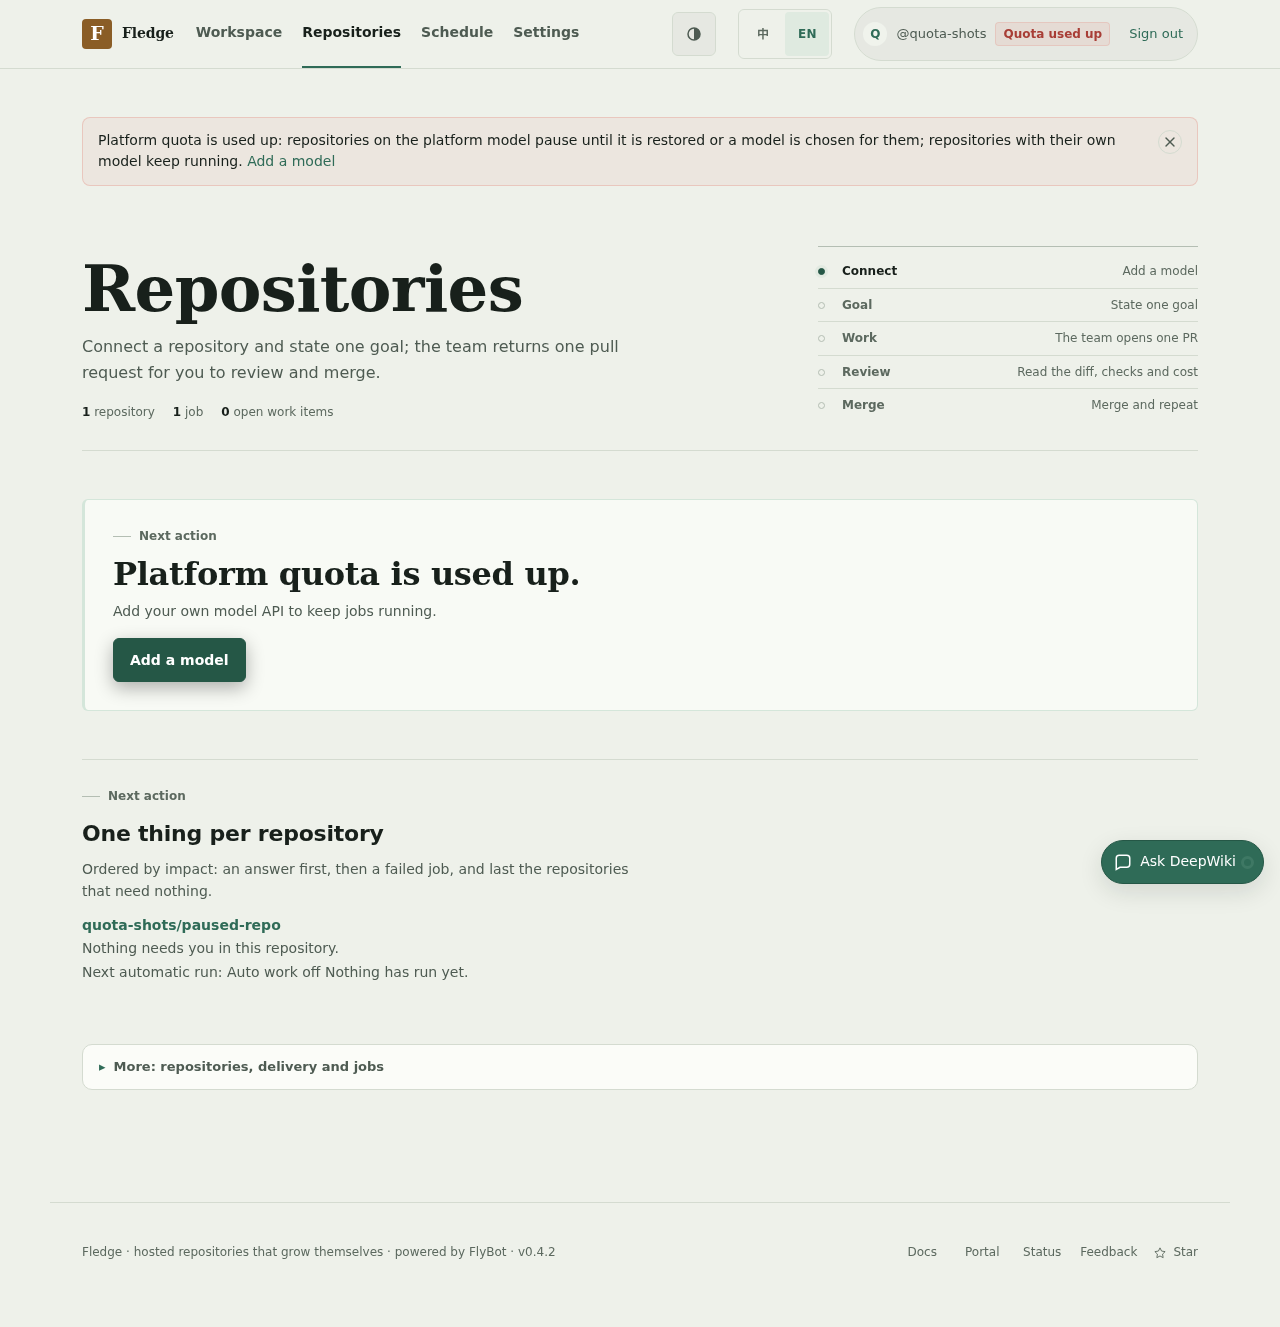 F Fledge Workspace Repositories Schedule Settings 中 EN Q @quota-shots Quota used up Sign out
Platform quota is used up: repositories on the platform model pause until it is restored or a model is chosen for them; repositories with their own
model keep running. Add a model
Repositories
Connect a repository and state one goal; the team returns one pull
request for you to review and merge.
1 repository 1 job 0 open work items
Connect Add a model
Goal State one goal
Work The team opens one PR
Review Read the diff, checks and cost
Merge Merge and repeat
Next action
Platform quota is used up.
Add your own model API to keep jobs running.
Add a model
Next action
One thing per repository
Ordered by impact: an answer first, then a failed job, and last the repositories
that need nothing.
quota-shots/paused-repo
Nothing needs you in this repository.
Next automatic run: Auto work off Nothing has run yet.
Ask DeepWiki
More: repositories, delivery and jobs
Fledge · hosted repositories that grow themselves · powered by FlyBot · v0.4.2
Docs Portal Status Feedback Star